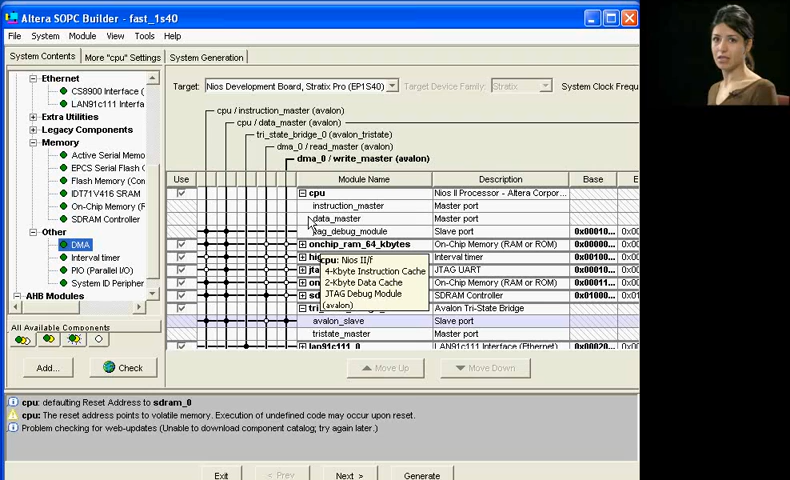 Altera SOPC Builder - fast_1s40
File System Module View Tools Help
System Contents More "cpu" Settings System Generation
Ethernet
CS8900 Interface (
LAN91c111 Interfa
Extra Utilities
Legacy Components
Memory
Active Serial Memo
EPCS Serial Flash C
Flash Memory (Com
IDT71V416 SRAM
On-Chip Memory (R
SDRAM Controller
Other
DMA
Interval timer
PIO (Parallel I/O)
System ID Peripher
AHB Modules
All Available Components
Add... Check
Target: Nios Development Board, Stratix Pro (EP1S40) Target Device Family: Stratix System Clock Frequ
cpu / instruction_master (avalon)
cpu / data_master (avalon)
tri_state_bridge_0 (avalon_tristate)
dma_0 / read_master (avalon)
dma_0 / write_master (avalon)
Use Module Name Description Base E
cpu Nios II Processor - Altera Corpor...
instruction_master Master port
data_master Master port
jtag_debug_module Slave port 0x00010...
onchip_ram_64_kbytes On-Chip Memory (RAM or ROM) 0x00000...
Interval timer 0x00010...
JTAG UART 0x00010...
On-Chip Memory (RAM or ROM) 0x00010...
SDRAM Controller 0x01000...
Avalon Tri-State Bridge
avalon_slave Slave port
tristate_master Master port
lan91c111_0 LAN91c111 Interface (Ethernet) 0x00020...
cpu: Nios II/f
4-Kbyte Instruction Cache
2-Kbyte Data Cache
JTAG Debug Module
(avalon)
Move Up Move Down
cpu: defaulting Reset Address to sdram_0
cpu: The reset address points to volatile memory. Execution of undefined code may occur upon reset.
Problem checking for web-updates (Unable to download component catalog; try again later.)
Exit < Prev Next > Generate